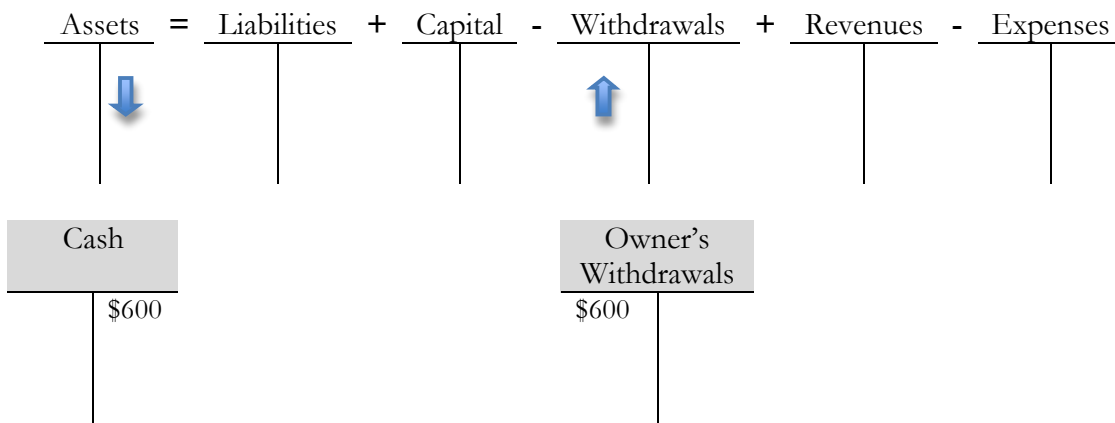 Assets = Liabilities + Capital - Withdrawals + Revenues - Expenses
Cash
Owner’s
Withdrawals
$600
$600